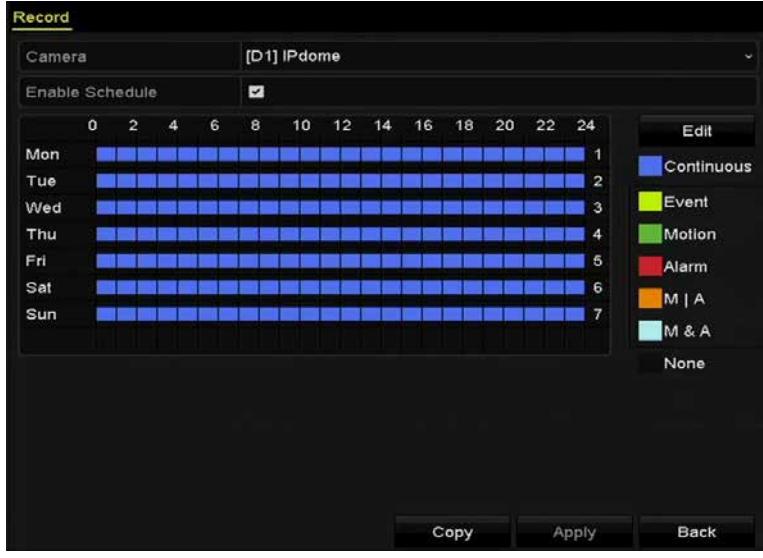 Record
Camera [D1] IPdome
Enable Schedule
0 2 4 6 8 10 12 14 16 18 20 22 24
Edit
Mon 1
Continuous
Tue 2
Wed 3
Event
Thu 4
Motion
Fri 5
Alarm
Sat 6
M | A
Sun 7
M & A
None
Copy Apply Back